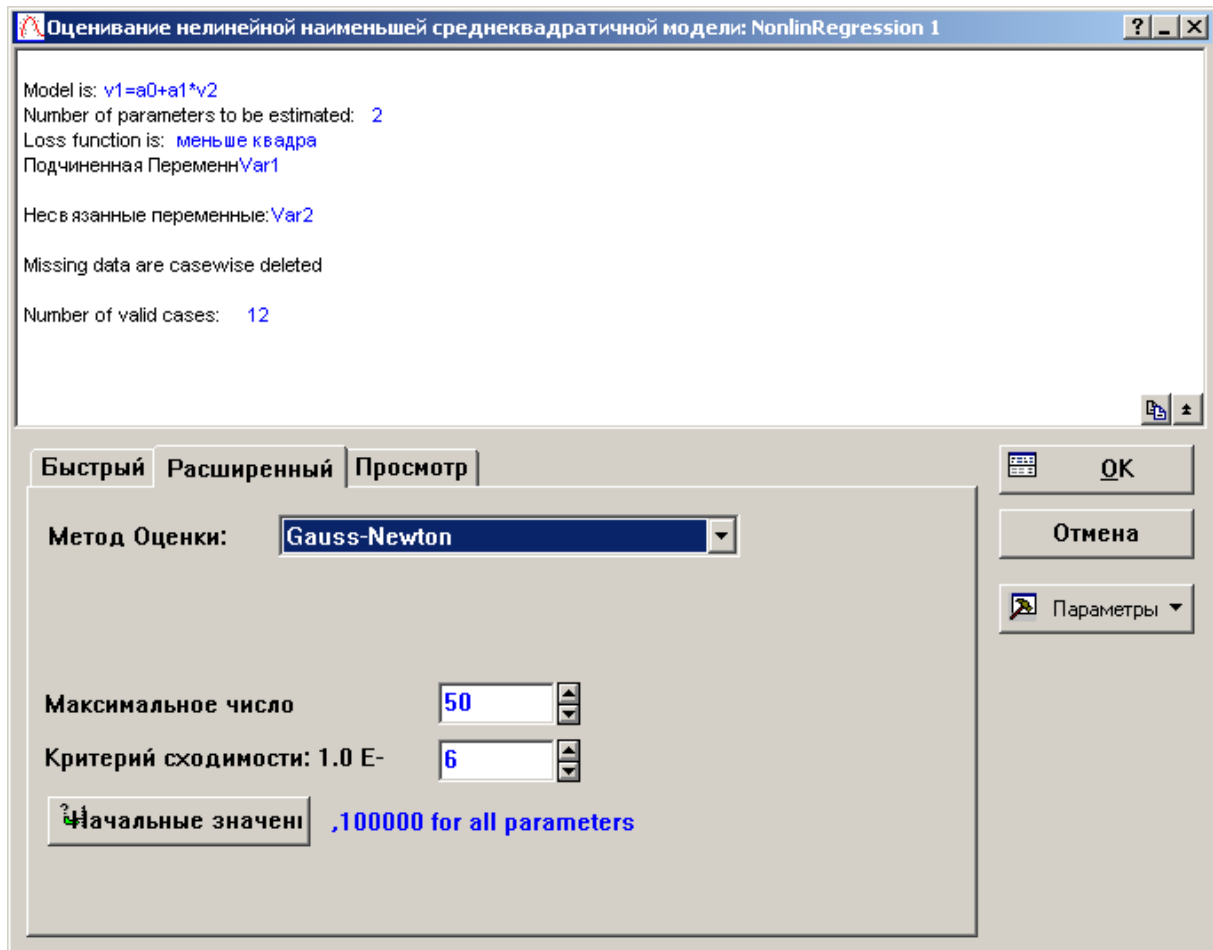 Оценивание нелинейной наименьшей среднеквадратичной модели: NonlinRegression 1
Model is: v1=a0+a1*v2
Number of parameters to be estimated: 2
Loss function is: меньше квадра
Подчиненная ПеременнVar1
Несвязанные переменные:Var2
Missing data are casewise deleted
Number of valid cases: 12
Быстрый Расширенный Просмотр
OK
Метод Оценки: Gauss-Newton
Отмена
Параметры
Максимальное число 50
Критерий сходимости: 1.0 E- 6
Начальные значені ,100000 for all parameters